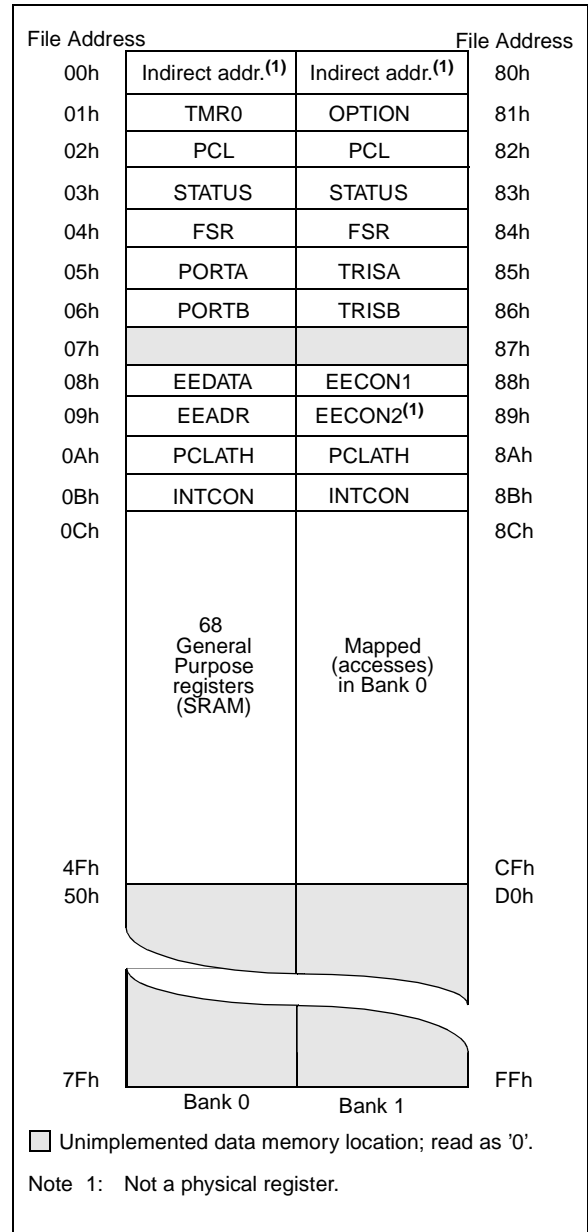 File Address File Address
00h Indirect addr.(1) Indirect addr.(1) 80h
01h TMR0 OPTION 81h
02h PCL PCL 82h
03h STATUS STATUS 83h
04h FSR FSR 84h
05h PORTA TRISA 85h
06h PORTB TRISB 86h
07h 87h
08h EEDATA EECON1 88h
09h EEADR EECON2(1) 89h
0Ah PCLATH PCLATH 8Ah
0Bh INTCON INTCON 8Bh
0Ch 8Ch
68
General
Purpose
registers
(SRAM)
Mapped
(accesses)
in Bank 0
4Fh CFh
50h D0h
7Fh FFh
Bank 0 Bank 1
Unimplemented data memory location; read as '0'.
Note 1: Not a physical register.